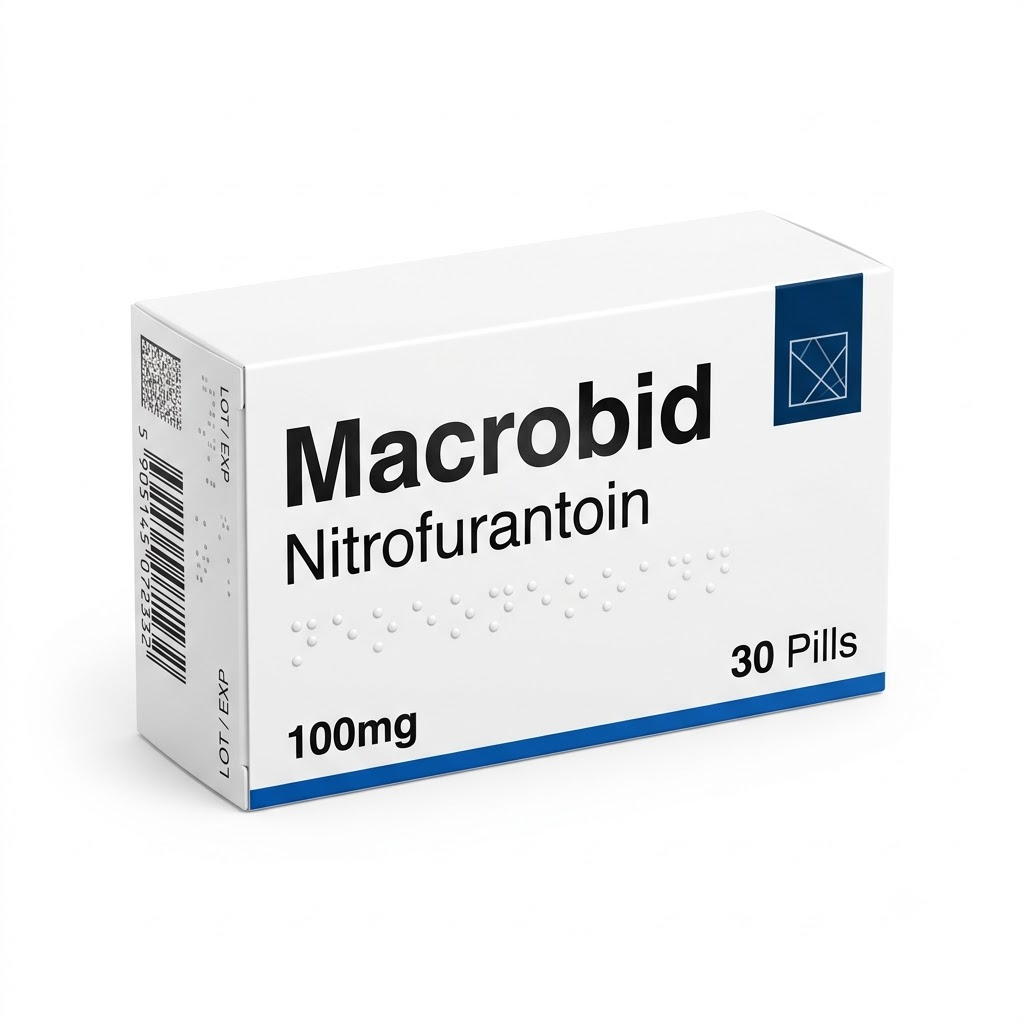 Macrobid
Nitrofurantoin
30 Pills
100mg
LOT / EXP
5 905145 072332
LOT / EXP